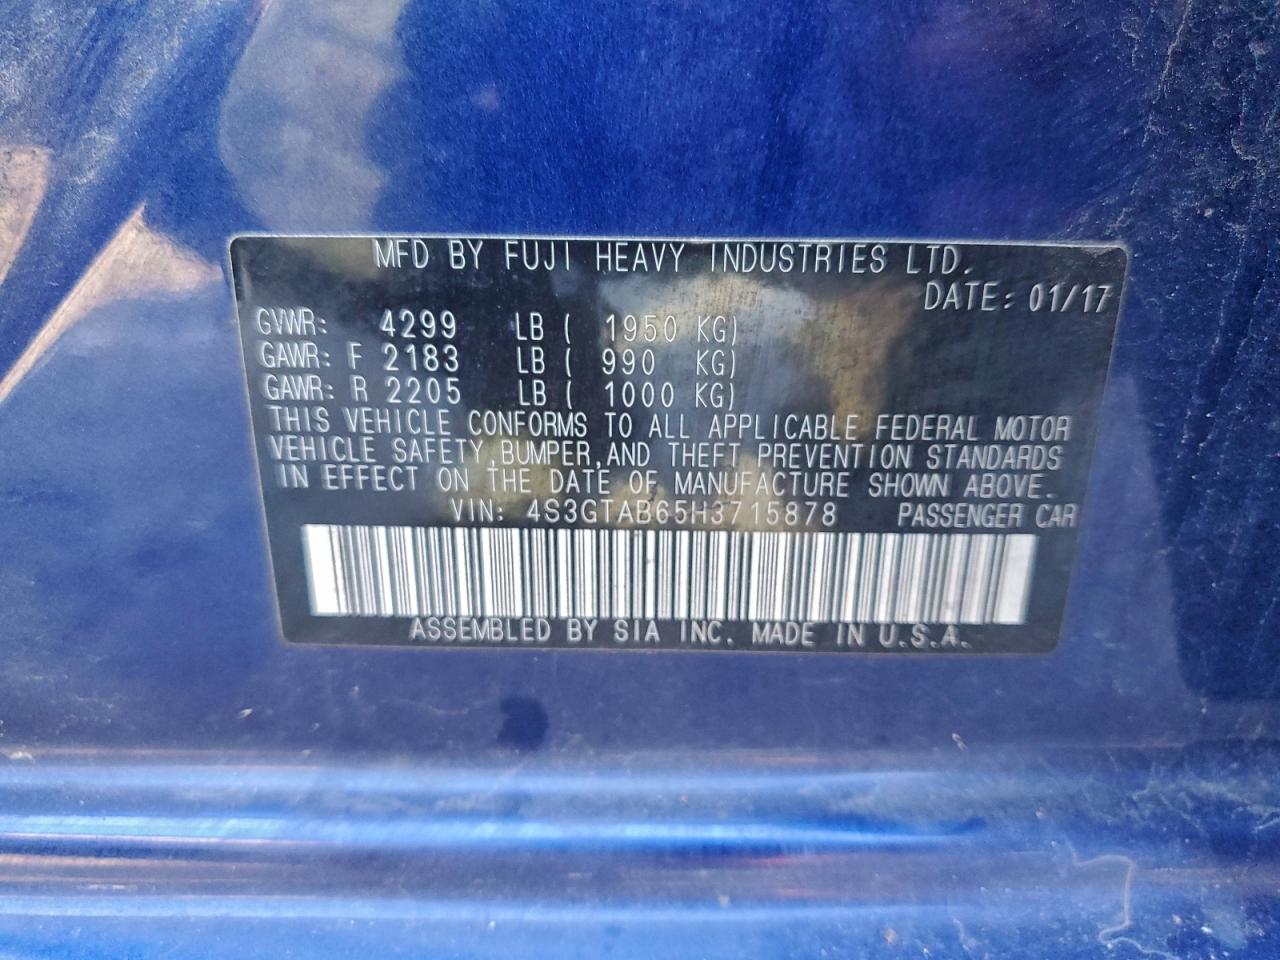 MFD BY FUJI HEAVY INDUSTRIES LTD.
DATE: 01/17
GVWR: 4299 LB ( 1950 KG)
GAWR: F 2183 LB ( 990 KG)
GAWR: R 2205 LB ( 1000 KG)
THIS VEHICLE CONFORMS TO ALL APPLICABLE FEDERAL MOTOR
VEHICLE SAFETY,BUMPER,AND THEFT PREVENTION STANDARDS
IN EFFECT ON THE DATE OF MANUFACTURE SHOWN ABOVE.
VIN: 4S3GTAB65H3715878 PASSENGER CAR
ASSEMBLED BY SIA INC. MADE IN U.S.A.